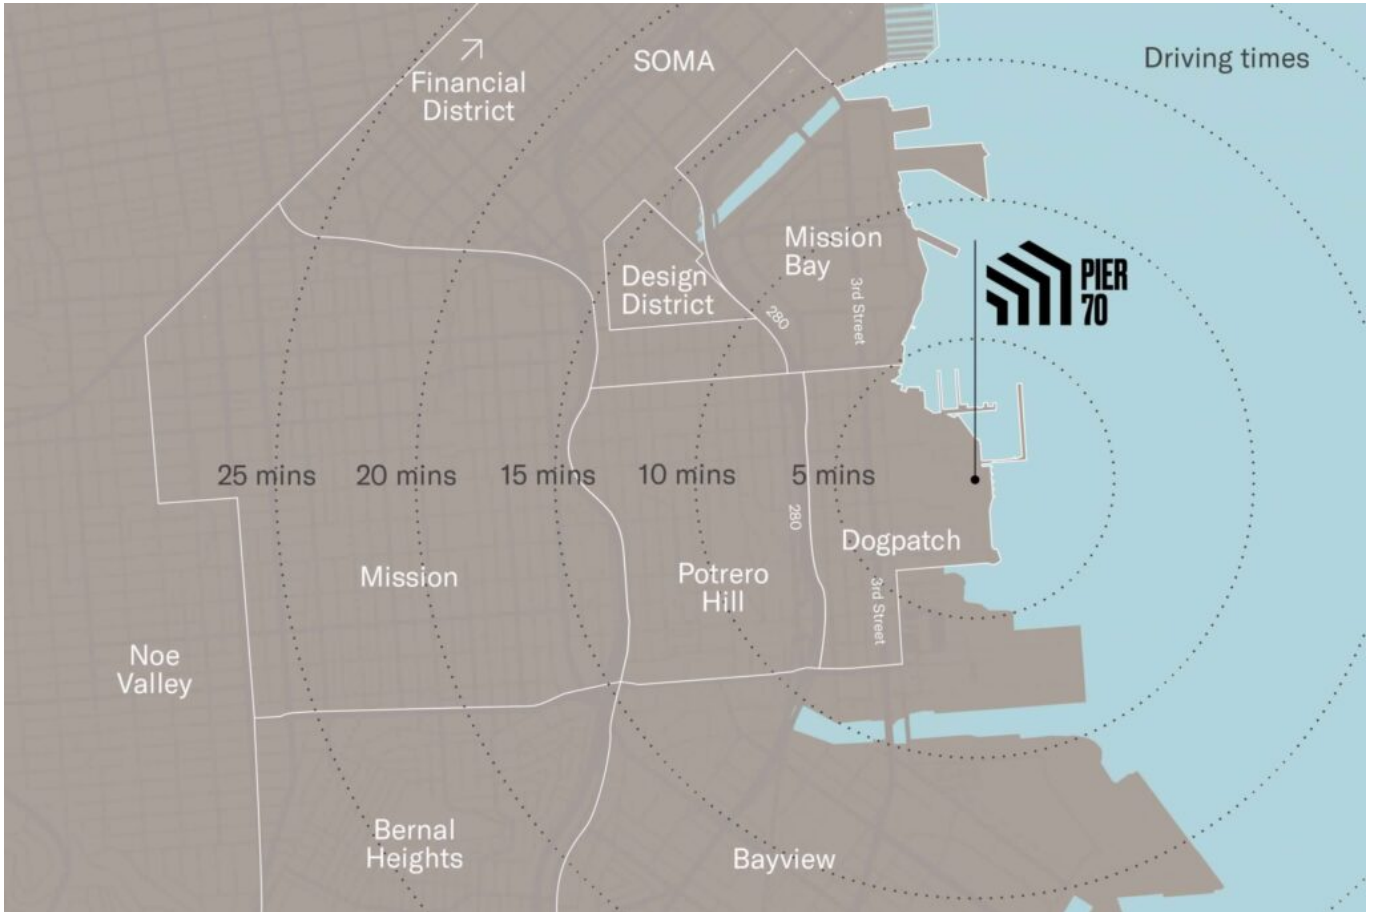 Driving times
SOMA
Financial
District
Mission
Bay
PIER
70
Design
District
280
3rd Street
25 mins
20 mins
15 mins
10 mins
5 mins
280
Dogpatch
Mission
Potrero
Hill
3rd Street
Noe
Valley
Bernal
Heights
Bayview